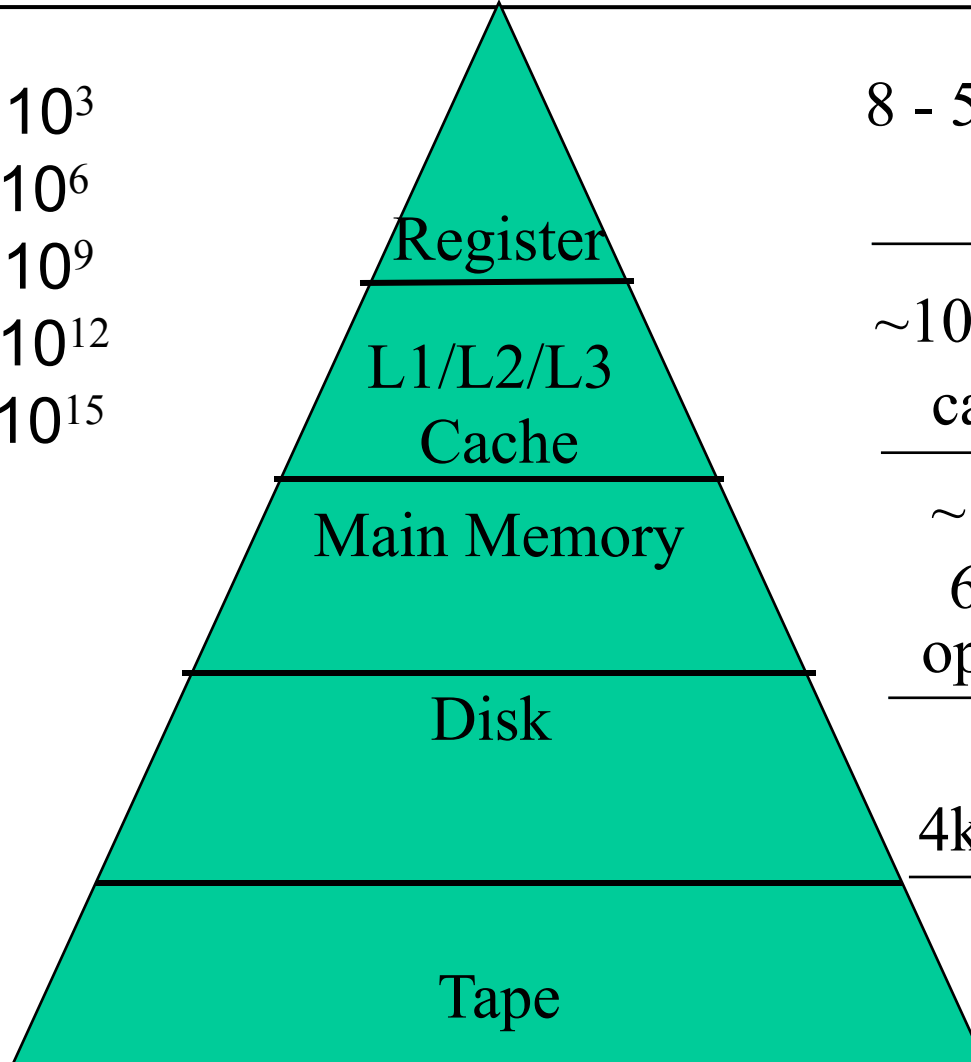 10³
10⁶
10⁹
10¹²
10¹⁵
Register
L1/L2/L3
Cache
Main Memory
Disk
Tape
8 - 5
~10
ca
~
6
op
4k